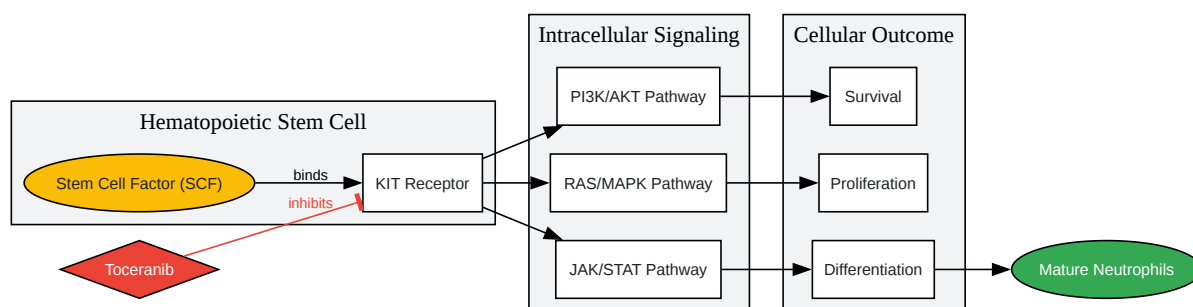 Intracellular Signaling
Cellular Outcome
PI3K/AKT Pathway
Survival
Hematopoietic Stem Cell
Stem Cell Factor (SCF)
binds
KIT Receptor
RAS/MAPK Pathway
Proliferation
inhibits
Toceranib
JAK/STAT Pathway
Differentiation
Mature Neutrophils